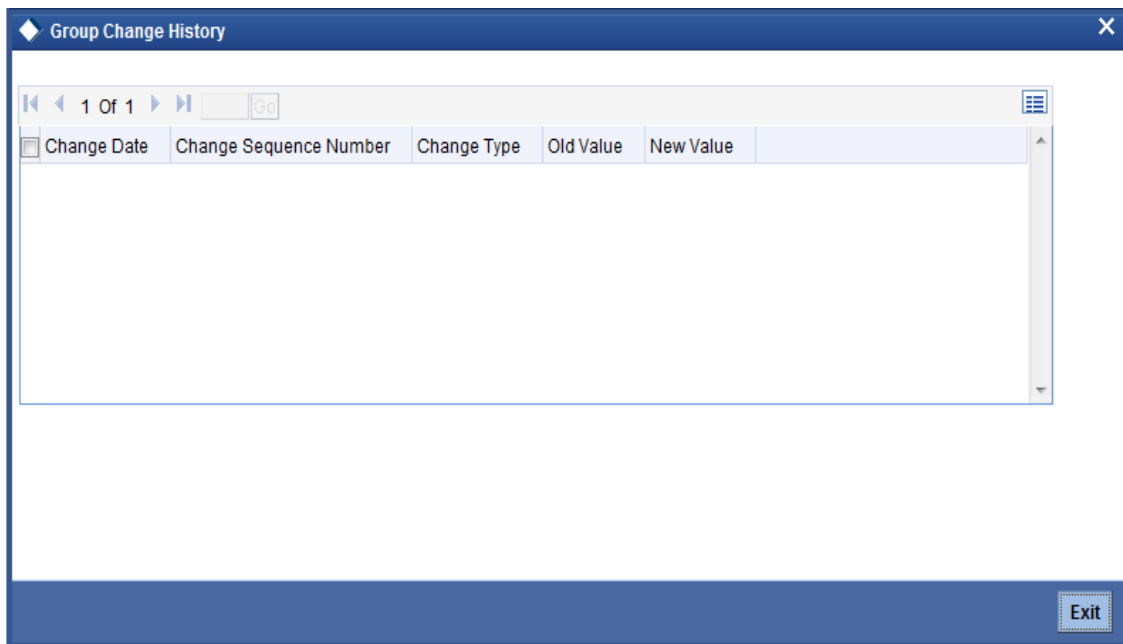 Group Change History
1 Of 1 Go
Change Date Change Sequence Number Change Type Old Value New Value
Exit